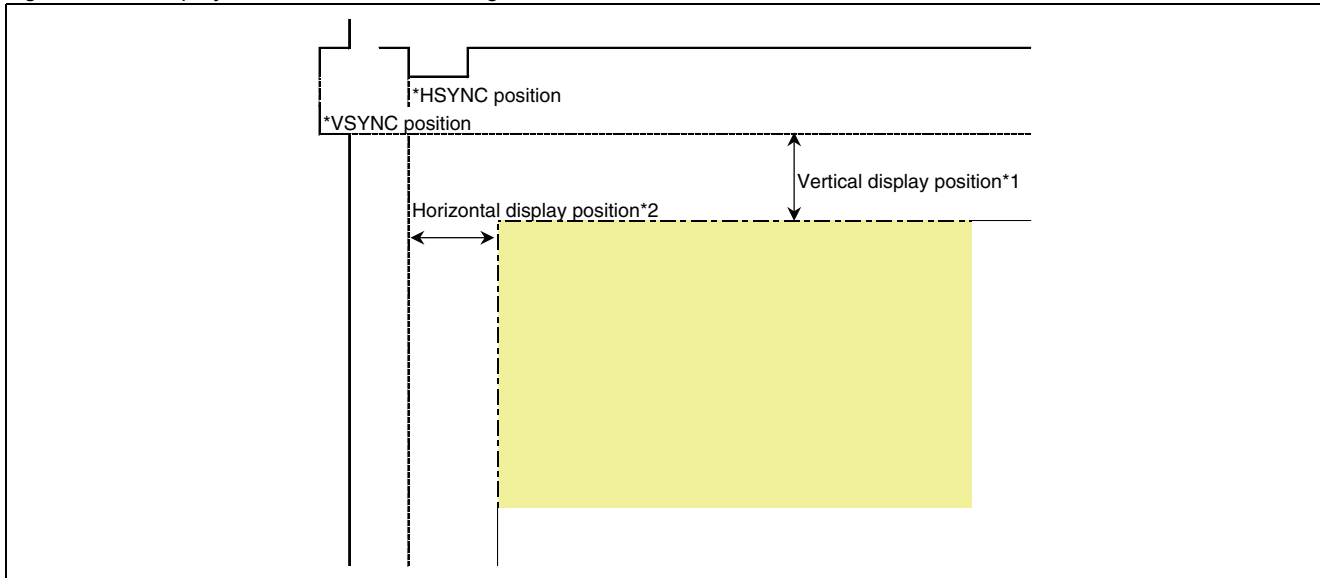 *HSYNC position
*VSYNC position
Vertical display position*1
Horizontal display position*2